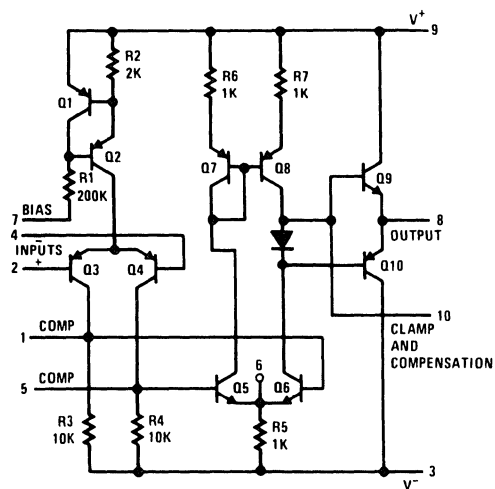 V+
9
R2
2K
R6
1K
R7
1K
Q1
Q2
Q7
Q8
Q9
R1
200K
7 BIAS
4
INPUTS
−
+
2
8
OUTPUT
Q3
Q4
Q10
10
CLAMP
AND
COMPENSATION
1 COMP
6
5 COMP
Q5
Q6
R3
10K
R4
10K
R5
1K
3
V−